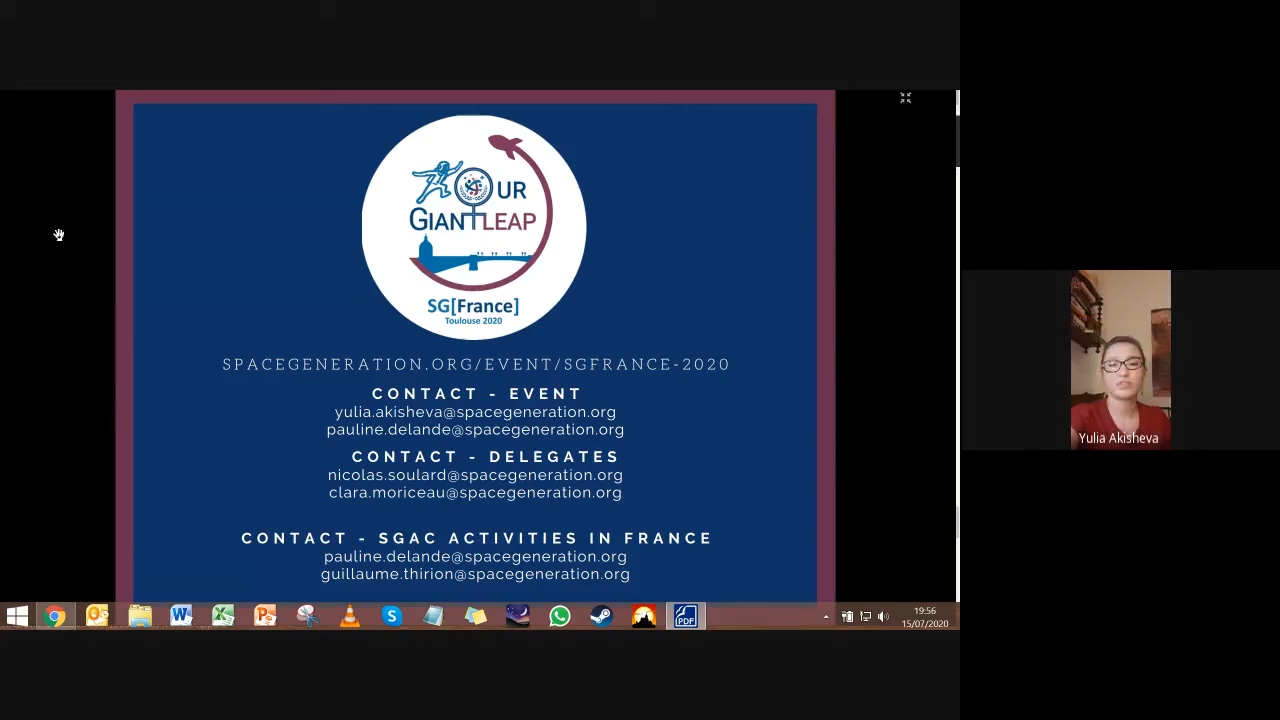 OUR
GIANTLEAP
SG[France]
Toulouse 2020
SPACEGENERATION.ORG/EVENT/SGFRANCE-2020
CONTACT - EVENT
yulia.akisheva@spacegeneration.org
pauline.delande@spacegeneration.org
CONTACT - DELEGATES
nicolas.soulard@spacegeneration.org
clara.moriceau@spacegeneration.org
CONTACT - SGAC ACTIVITIES IN FRANCE
pauline.delande@spacegeneration.org
guillaume.thirion@spacegeneration.org
Yulia Akisheva
PDF
19:56
15/07/2020